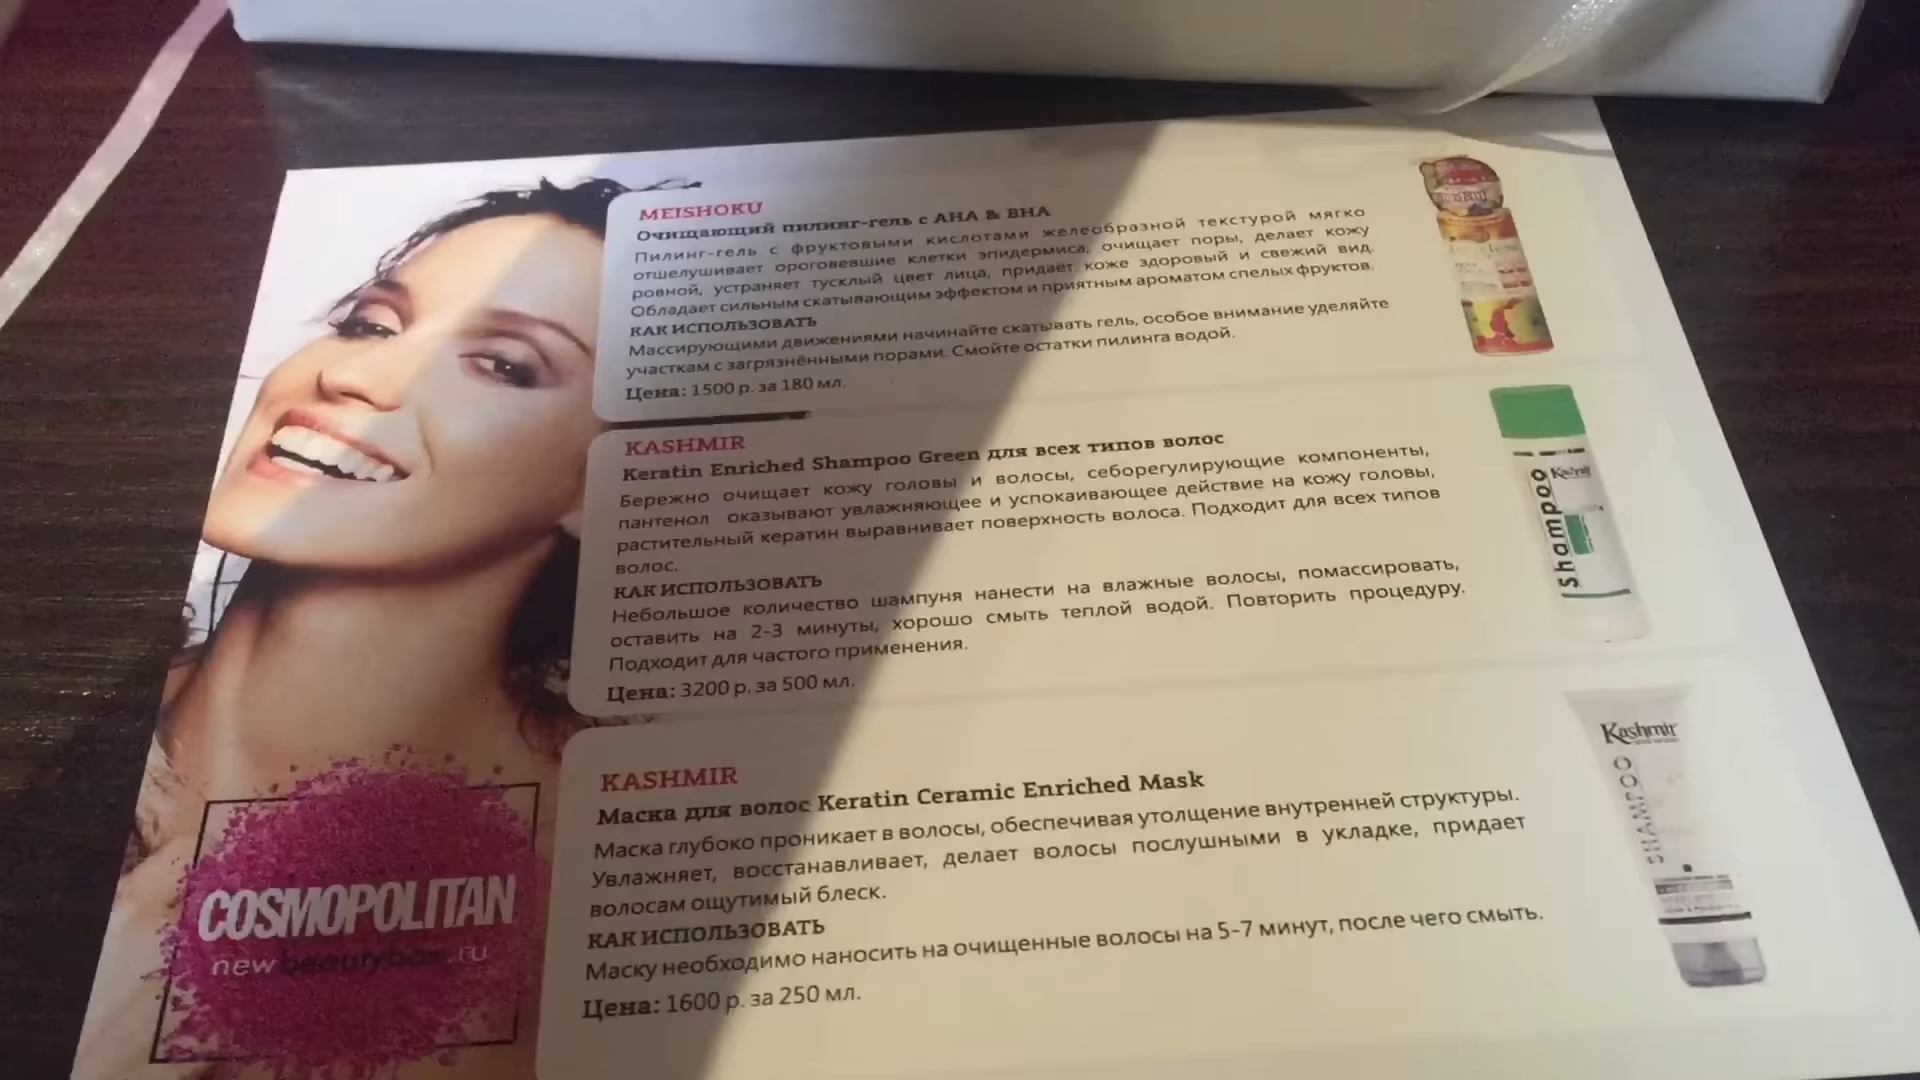 MEISHOKU
Очищающий пилинг-гель с AHA & BHA
Пилинг-гель с фруктовыми кислотами желеобразной текстурой мягко
отшелушивает ороговевшие клетки эпидермиса, очищает поры, делает кожу
ровной, устраняет тусклый цвет лица, придает коже здоровый и свежий вид.
Обладает сильным скатывающим эффектом и приятным ароматом спелых фруктов.
КАК ИСПОЛЬЗОВАТЬ
Массирующими движениями начинайте скатывать гель, особое внимание уделяйте
участкам с загрязнёнными порами. Смойте остатки пилинга водой.
Цена: 1500 р. за 180 мл.
KASHMIR
Keratin Enriched Shampoo Green для всех типов волос
Бережно очищает кожу головы и волосы, себорегулирующие компоненты,
пантенол оказывают увлажняющее и успокаивающее действие на кожу головы,
растительный кератин выравнивает поверхность волоса. Подходит для всех типов
волос.
КАК ИСПОЛЬЗОВАТЬ
Небольшое количество шампуня нанести на влажные волосы, помассировать,
оставить на 2-3 минуты, хорошо смыть теплой водой. Повторить процедуру.
Подходит для частого применения.
Цена: 3200 р. за 500 мл.
Kashmir
Shampoo
KASHMIR
Маска для волос Keratin Ceramic Enriched Mask
Маска глубоко проникает в волосы, обеспечивая утолщение внутренней структуры.
Увлажняет, восстанавливает, делает волосы послушными в укладке, придает
волосам ощутимый блеск.
КАК ИСПОЛЬЗОВАТЬ
Маску необходимо наносить на очищенные волосы на 5-7 минут, после чего смыть.
Цена: 1600 р. за 250 мл.
Kashmir
SHAMPOO
COSMOPOLITAN
newbeautybox.ru